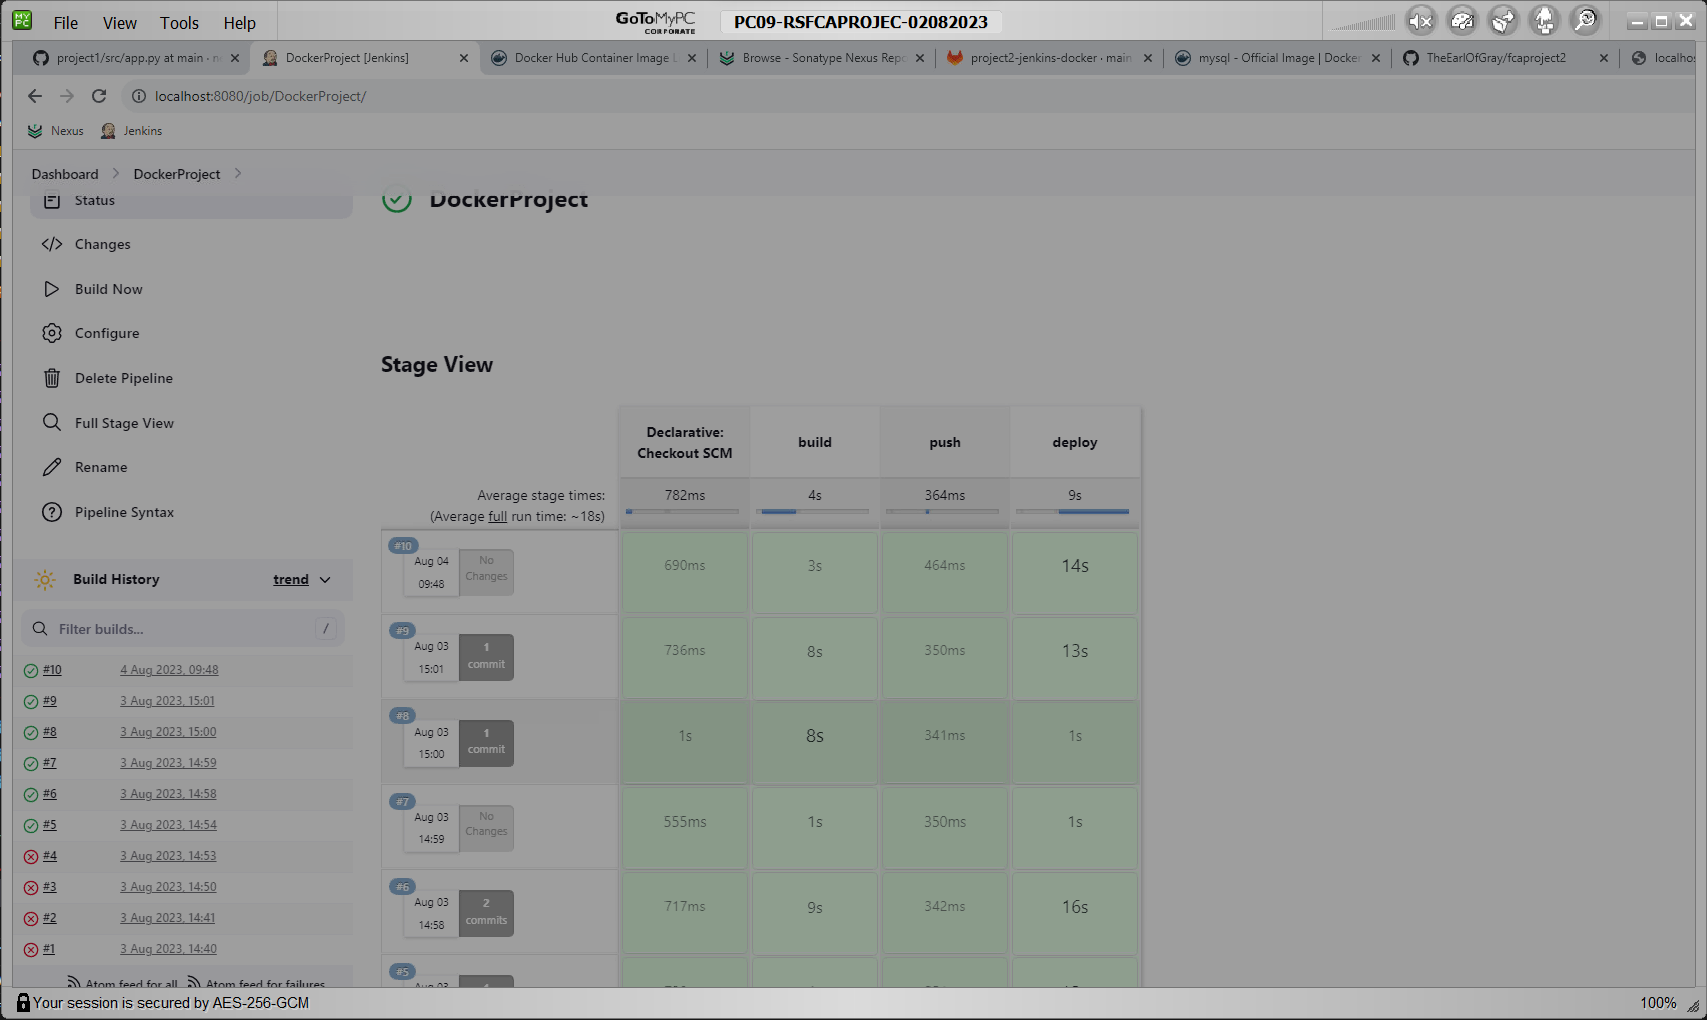 MY PC
File View Tools Help
GoToMyPC
CORPORATE
PC09-RSFCAPROJEC-02082023
project1/src/app.py at main · n
DockerProject [Jenkins]
Docker Hub Container Image L
Browse - Sonatype Nexus Repo
project2-jenkins-docker · main
mysql - Official Image | Docker
TheEarlOfGray/fcaproject2
localhos
localhost:8080/job/DockerProject/
Nexus
Jenkins
Dashboard
DockerProject
Status
Changes
Build Now
Configure
Delete Pipeline
Full Stage View
Rename
Pipeline Syntax
Build History
trend
Filter builds...
/
#10 4 Aug 2023, 09:48
#9 3 Aug 2023, 15:01
#8 3 Aug 2023, 15:00
#7 3 Aug 2023, 14:59
#6 3 Aug 2023, 14:58
#5 3 Aug 2023, 14:54
#4 3 Aug 2023, 14:53
#3 3 Aug 2023, 14:50
#2 3 Aug 2023, 14:41
#1 3 Aug 2023, 14:40
Atom feed for all Atom feed for failures
DockerProject
Stage View
Declarative: Checkout SCM
build
push
deploy
Average stage times:
(Average full run time: ~18s)
782ms 4s 364ms 9s
#10
Aug 04
09:48
No Changes
690ms 3s 464ms 14s
#9
Aug 03
15:01
1 commit
736ms 8s 350ms 13s
#8
Aug 03
15:00
1 commit
1s 8s 341ms 1s
#7
Aug 03
14:59
No Changes
555ms 1s 350ms 1s
#6
Aug 03
14:58
2 commits
717ms 9s 342ms 16s
#5
Aug 03
Your session is secured by AES-256-GCM
100%